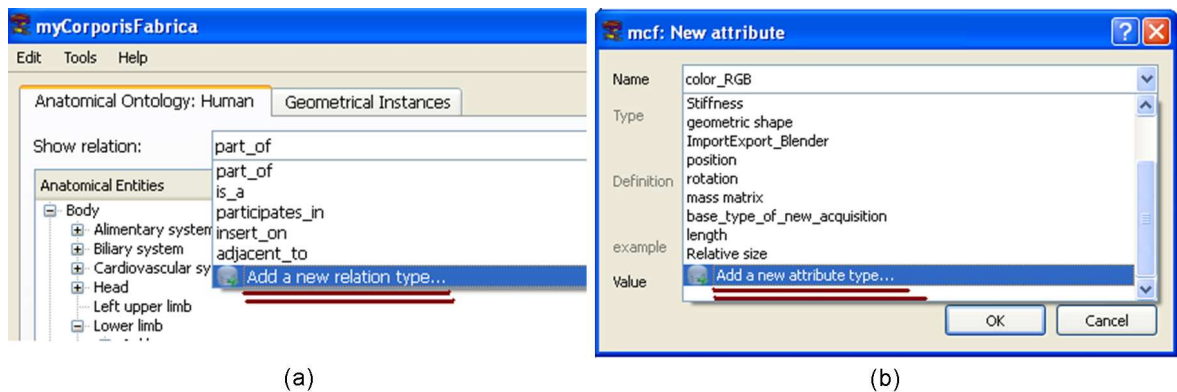 myCorporisFabrica
Edit Tools Help
Anatomical Ontology: Human Geometrical Instances
Show relation: part_of
part_of
is_a
participates_in
insert_on
adjacent_to
Add a new relation type...
Anatomical Entities
Body
Alimentary system
Biliary system
Cardiovascular sy
Head
Left upper limb
Lower limb
(a)
mcf: New attribute
Name color_RGB
Type
Definition
example
Value
Stiffness
geometric shape
ImportExport_Blender
position
rotation
mass matrix
base_type_of_new_acquisition
length
Relative size
Add a new attribute type...
OK Cancel
(b)